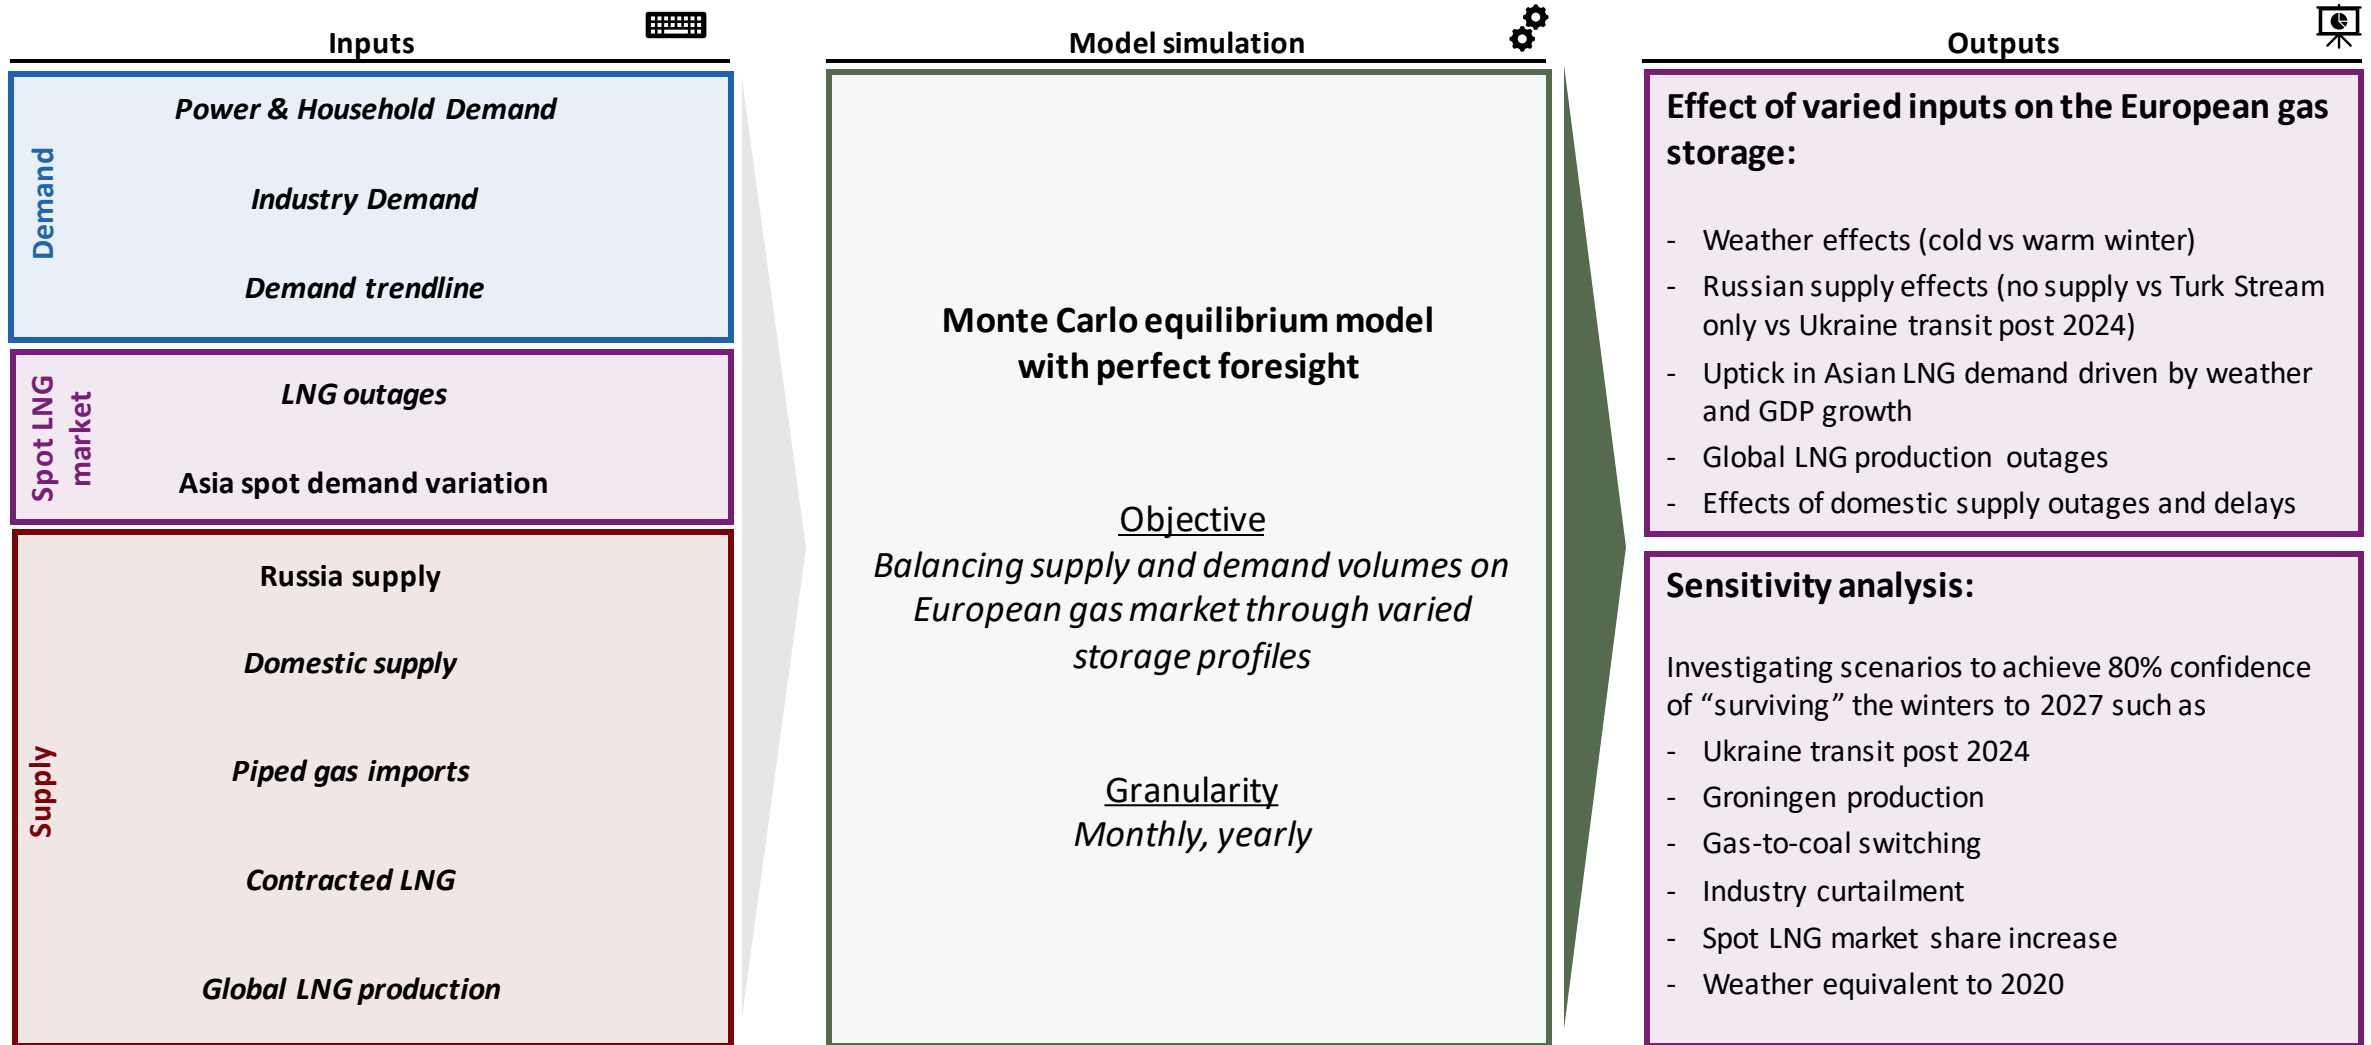 Inputs
Demand
Power & Household Demand
Industry Demand
Demand trendline
Spot LNG
market
LNG outages
Asia spot demand variation
Supply
Russia supply
Domestic supply
Piped gas imports
Contracted LNG
Global LNG production
Model simulation
Monte Carlo equilibrium model
with perfect foresight
Objective
Balancing supply and demand volumes on
European gas market through varied
storage profiles
Granularity
Monthly, yearly
Outputs
Effect of varied inputs on the European gas
storage:
- Weather effects (cold vs warm winter)
- Russian supply effects (no supply vs Turk Stream
only vs Ukraine transit post 2024)
- Uptick in Asian LNG demand driven by weather
and GDP growth
- Global LNG production outages
- Effects of domestic supply outages and delays
Sensitivity analysis:
Investigating scenarios to achieve 80% confidence
of “surviving” the winters to 2027 such as
- Ukraine transit post 2024
- Groningen production
- Gas-to-coal switching
- Industry curtailment
- Spot LNG market share increase
- Weather equivalent to 2020